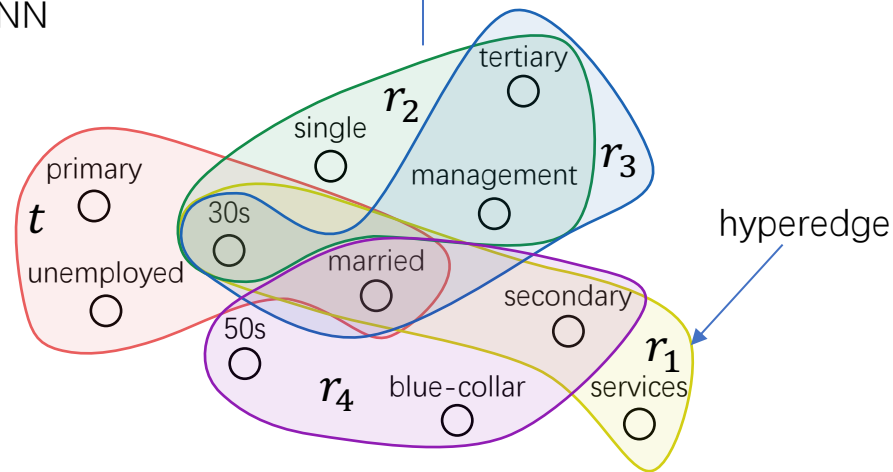 NN
tertiary
r₂
single
r₃
primary
management
t
30s
hyperedge
unemployed
married
secondary
50s
r₁
r₄
blue-collar
services